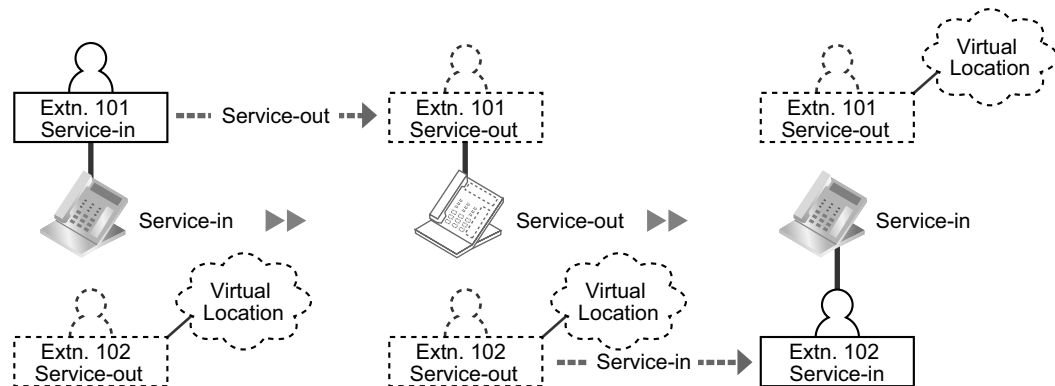 Virtual
Location
Extn. 101
Service-in
Service-out
Extn. 101
Service-out
Extn. 101
Service-out
Service-in
Service-out
Service-in
Virtual
Location
Virtual
Location
Extn. 102
Service-out
Extn. 102
Service-out
Service-in
Extn. 102
Service-in